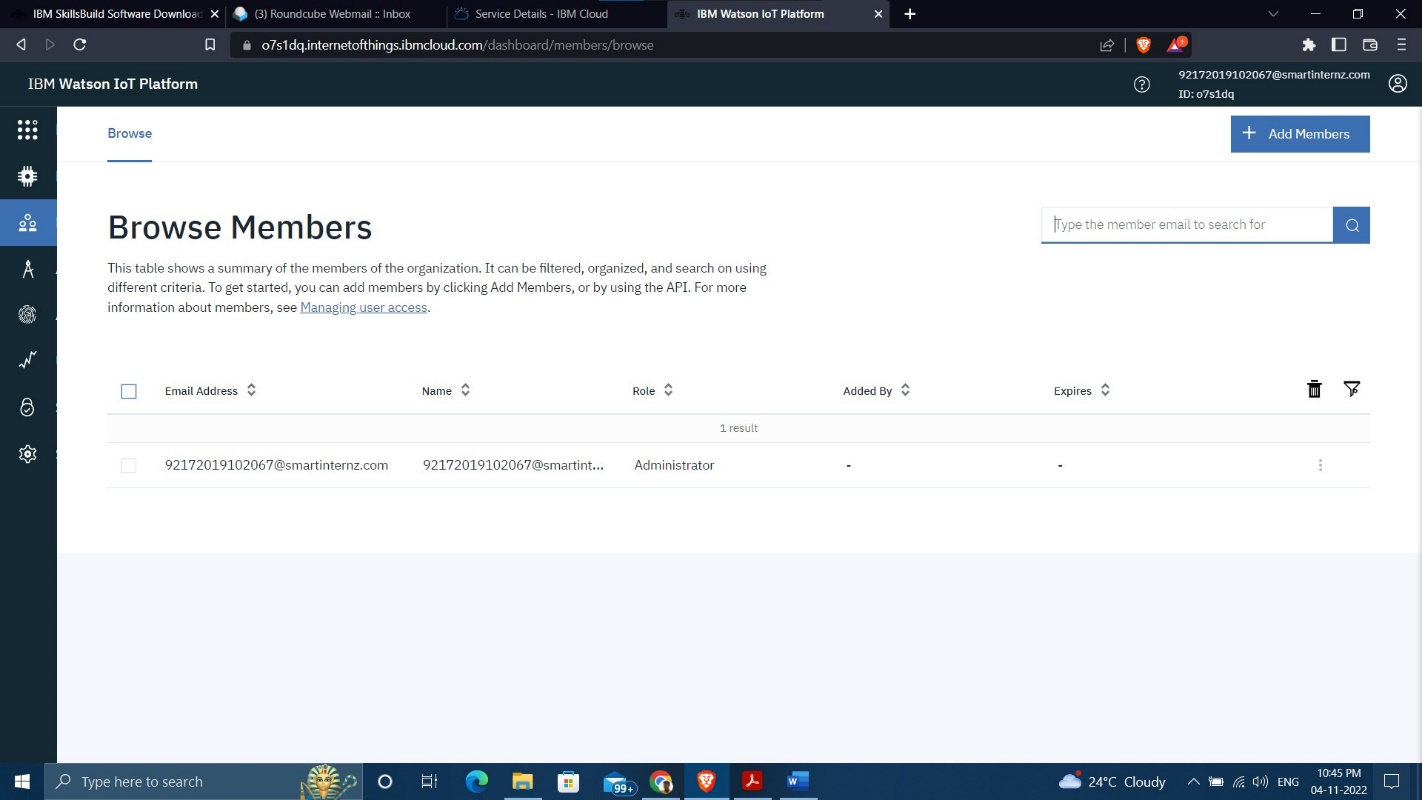 IBM SkillsBuild Software Download
(3) Roundcube Webmail :: Inbox
Service Details - IBM Cloud
IBM Watson IoT Platform
o7s1dq.internetofthings.ibmcloud.com/dashboard/members/browse
1
IBM Watson IoT Platform
92172019102067@smartinternz.com
ID: o7s1dq
Browse
Add Members
Browse Members
Type the member email to search for
This table shows a summary of the members of the organization. It can be filtered, organized, and search on using
different criteria. To get started, you can add members by clicking Add Members, or by using the API. For more
information about members, see Managing user access.
Email Address Name Role Added By Expires
1 result
92172019102067@smartinternz.com 92172019102067@smartint... Administrator - -
Type here to search
99+
24°C Cloudy
ENG
10:45 PM
04-11-2022